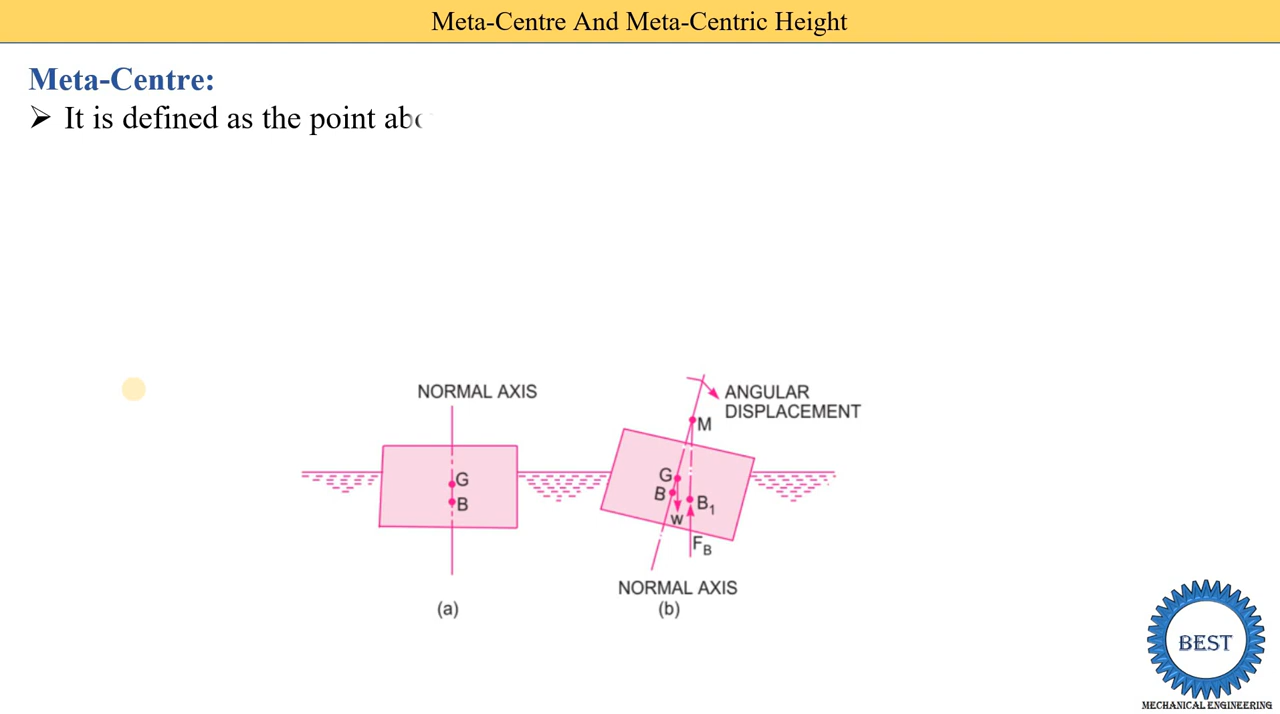 Meta-Centre And Meta-Centric Height
Meta-Centre:
➢ It is defined as the point
NORMAL AXIS
G
B
(a)
ANGULAR
DISPLACEMENT
M
G
B
B1
W
FB
NORMAL AXIS
(b)
BEST
MECHANICAL ENGINEERING